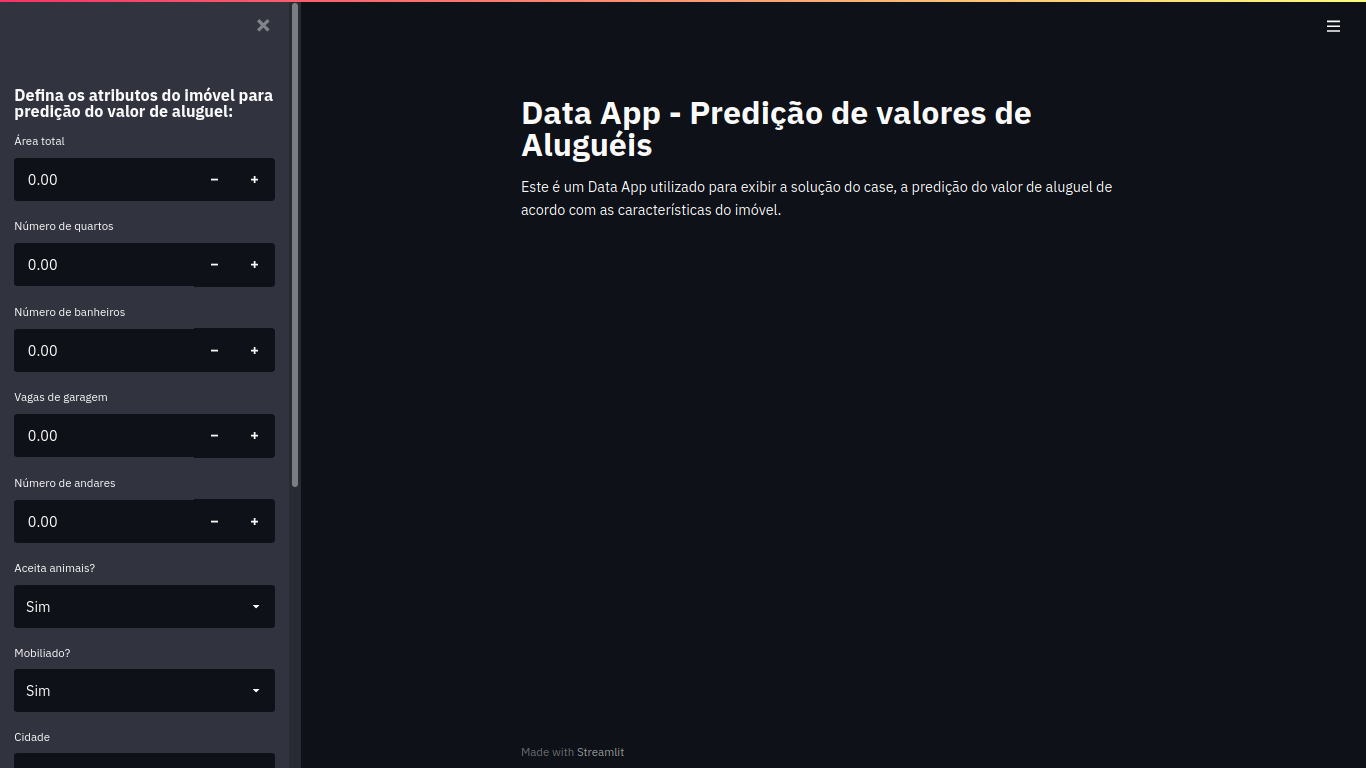 Defina os atributos do imóvel para
predição do valor de aluguel:
Área total
0.00
Número de quartos
0.00
Número de banheiros
0.00
Vagas de garagem
0.00
Número de andares
0.00
Aceita animais?
Sim
Mobiliado?
Sim
Cidade
Data App - Predição de valores de
Aluguéis
Este é um Data App utilizado para exibir a solução do case, a predição do valor de aluguel de
acordo com as características do imóvel.
Made with Streamlit